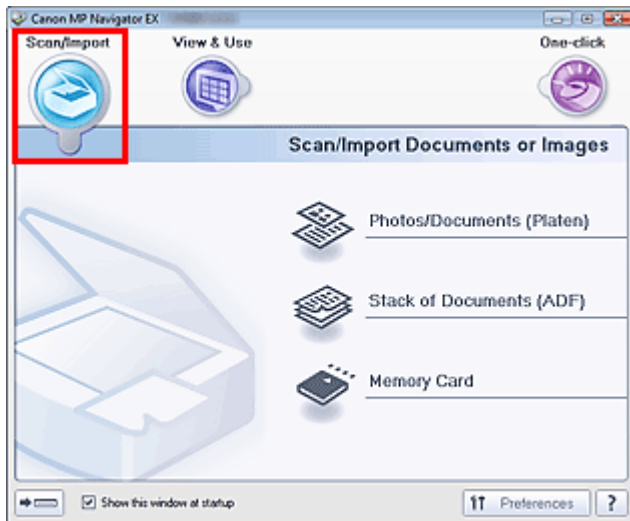 Canon MP Navigator EX
Scan/Import
View & Use
One-click
Scan/Import Documents or Images
Photos/Documents (Platen)
Stack of Documents (ADF)
Memory Card
Show this window at startup
Preferences
?